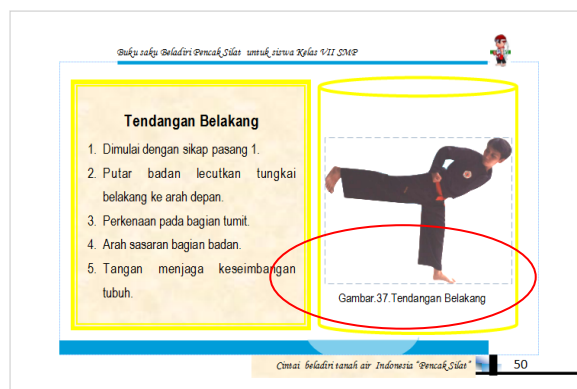 Buku saku Beladiri Pencak Silat untuk siswa Kelas VII SMP
Tendangan Belakang
1. Dimulai dengan sikap pasang 1.
2. Putar badan lecutkan tungkai
belakang ke arah depan.
3. Perkenaan pada bagian tumit.
4. Arah sasaran bagian badan.
5. Tangan menjaga keseimbangan
tubuh.
Gambar.37.Tendangan Belakang
Cintai beladiri tanah air Indonesia "Pencak Silat"
50